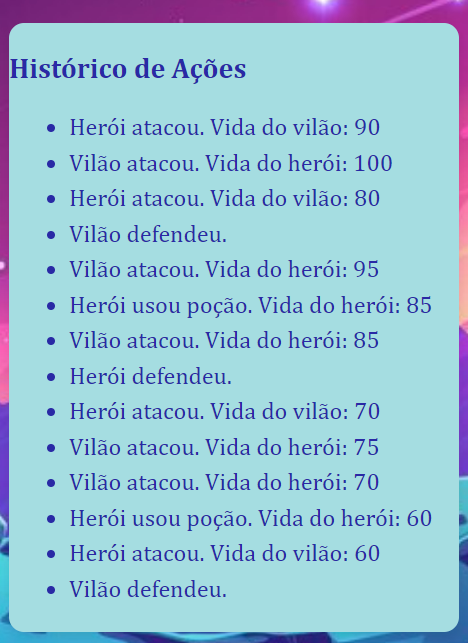 Histórico de Ações
Herói atacou. Vida do vilão: 90
Vilão atacou. Vida do herói: 100
Herói atacou. Vida do vilão: 80
Vilão defendeu.
Vilão atacou. Vida do herói: 95
Herói usou poção. Vida do herói: 85
Vilão atacou. Vida do herói: 85
Herói defendeu.
Herói atacou. Vida do vilão: 70
Vilão atacou. Vida do herói: 75
Vilão atacou. Vida do herói: 70
Herói usou poção. Vida do herói: 60
Herói atacou. Vida do vilão: 60
Vilão defendeu.